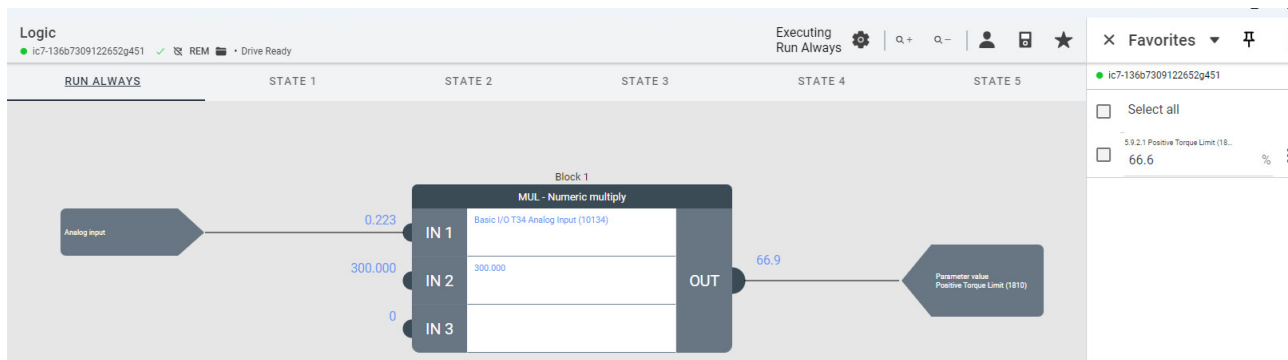 Logic
ic7-136b7309122652g451 REM • Drive Ready
Executing
Run Always
Q+ Q−
Favorites
RUN ALWAYS STATE 1 STATE 2 STATE 3 STATE 4 STATE 5
ic7-136b7309122652g451
Select all
5.9.2.1 Positive Torque Limit (18...
66.6 %
Block 1
MUL - Numeric multiply
Analog input
0.223
IN 1
Basic I/O T34 Analog Input (10134)
300.000
IN 2
300.000
OUT
66.9
Parameter value
Positive Torque Limit (1810)
0
IN 3